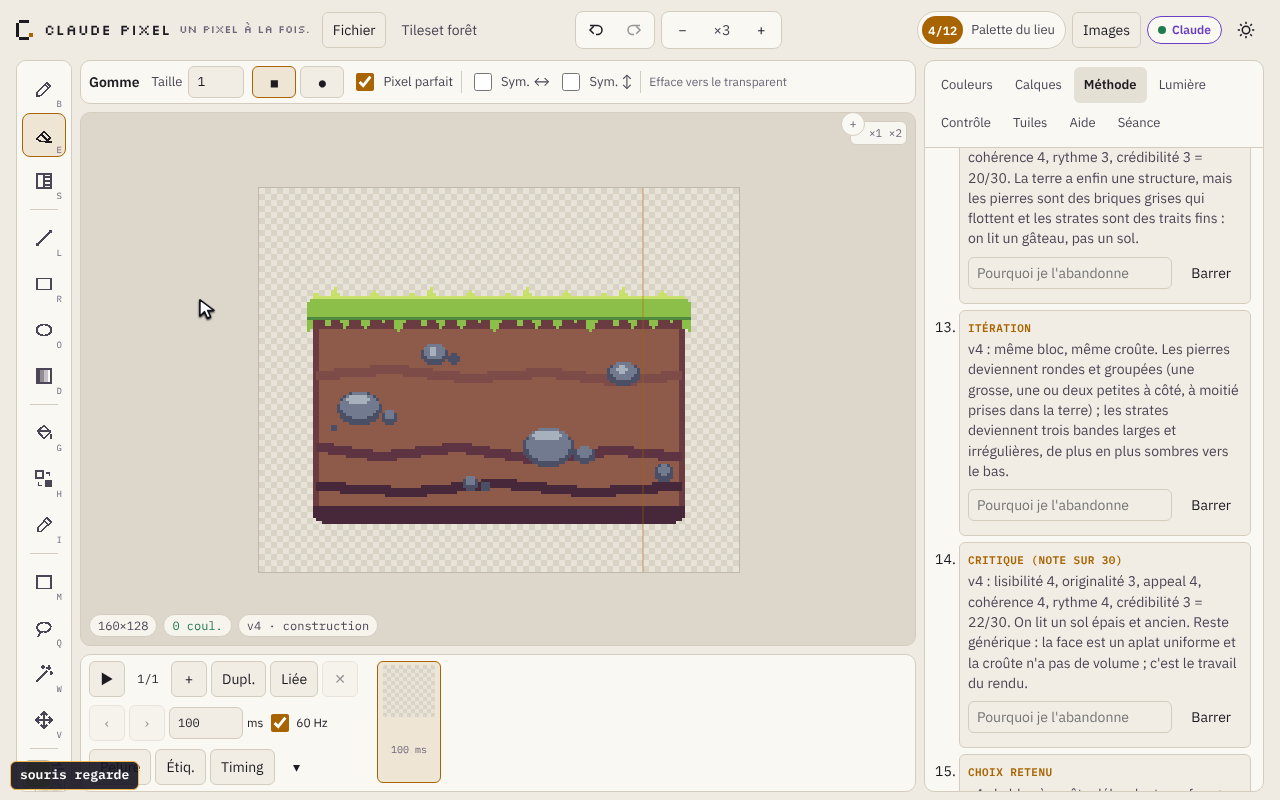 CLAUDE PIXEL UN PIXEL À LA FOIS. Fichier Tileset forêt − ×3 + 4/12 Palette du lieu Images Claude
Gomme Taille 1 ■ ● Pixel parfait Sym. ↔ Sym. ↕ Efface vers le transparent
Couleurs Calques Méthode Lumière
Contrôle Tuiles Aide Séance
B
E
S
L
R
O
D
G
H
I
M
Q
W
V
+ ×1 ×2
160×128 0 coul. v4 · construction
▶ 1/1 + Dupl. Liée ✕
‹ › 100 ms 60 Hz
Étiq. Timing ▼
100 ms
souris regarde
cohérence 4, rythme 3, crédibilité 3 =
20/30. La terre a enfin une structure, mais
les pierres sont des briques grises qui
flottent et les strates sont des traits fins :
on lit un gâteau, pas un sol.
Pourquoi je l'abandonne Barrer
13. ITÉRATION
v4 : même bloc, même croûte. Les pierres
deviennent rondes et groupées (une
grosse, une ou deux petites à côté, à moitié
prises dans la terre) ; les strates
deviennent trois bandes larges et
irrégulières, de plus en plus sombres vers
le bas.
Pourquoi je l'abandonne Barrer
14. CRITIQUE (NOTE SUR 30)
v4 : lisibilité 4, originalité 3, appeal 4,
cohérence 4, rythme 4, crédibilité 3 =
22/30. On lit un sol épais et ancien. Reste
générique : la face est un aplat uniforme et
la croûte n'a pas de volume ; c'est le travail
du rendu.
Pourquoi je l'abandonne Barrer
15. CHOIX RETENU